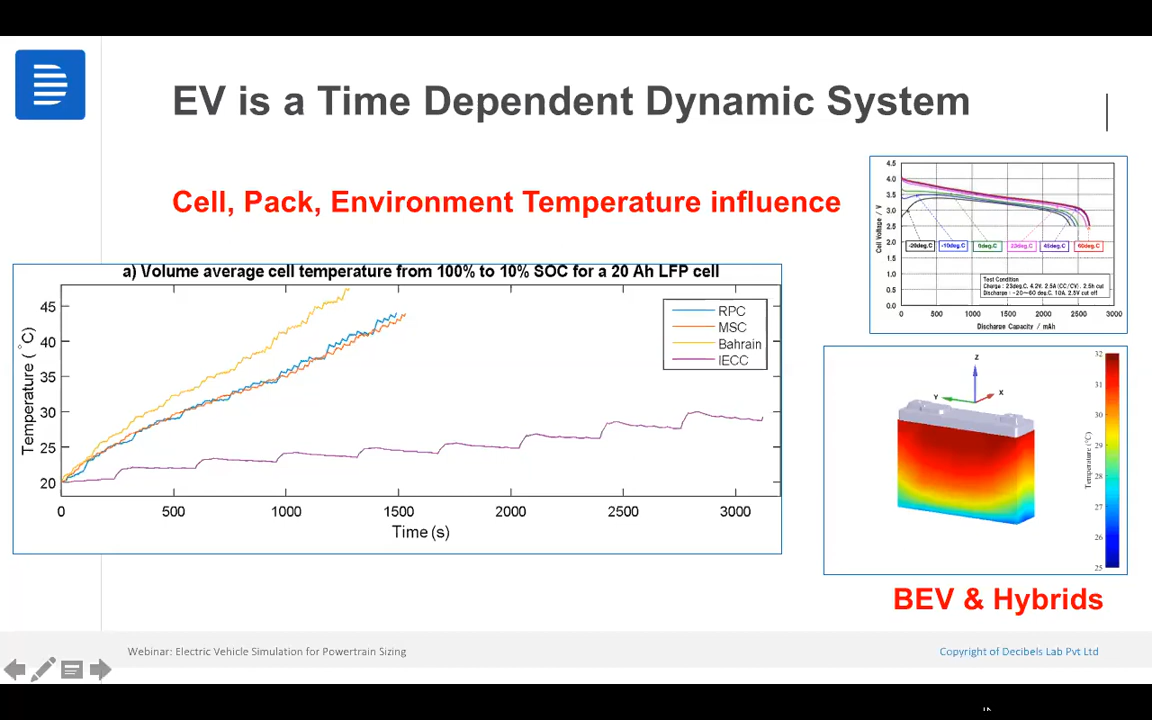 EV is a Time Dependent Dynamic System
Cell, Pack, Environment Temperature influence
a) Volume average cell temperature from 100% to 10% SOC for a 20 Ah LFP cell
Temperature (°C)
45
40
35
30
25
20
0 500 1000 1500 2000 2500 3000
Time (s)
RPC
MSC
Bahrain
IECC
Cell Voltage / V
4.5
4.0
3.5
3.0
2.5
2.0
1.5
1.0
0.5
0.0
-20deg.C -10deg.C 0deg.C 23deg.C 45deg.C 60deg.C
Test Condition
Charge : 23deg.C, 4.2V, 2.5A (CC/CV), 2.5h cut
Discharge : -20~60 deg.C, 10A, 2.5V cut off
0 500 1000 1500 2000 2500 3000
Discharge Capacity / mAh
Z
Y X
Temperature (°C)
32
31
30
29
28
27
26
25
BEV & Hybrids
Webinar: Electric Vehicle Simulation for Powertrain Sizing
Copyright of Decibels Lab Pvt Ltd